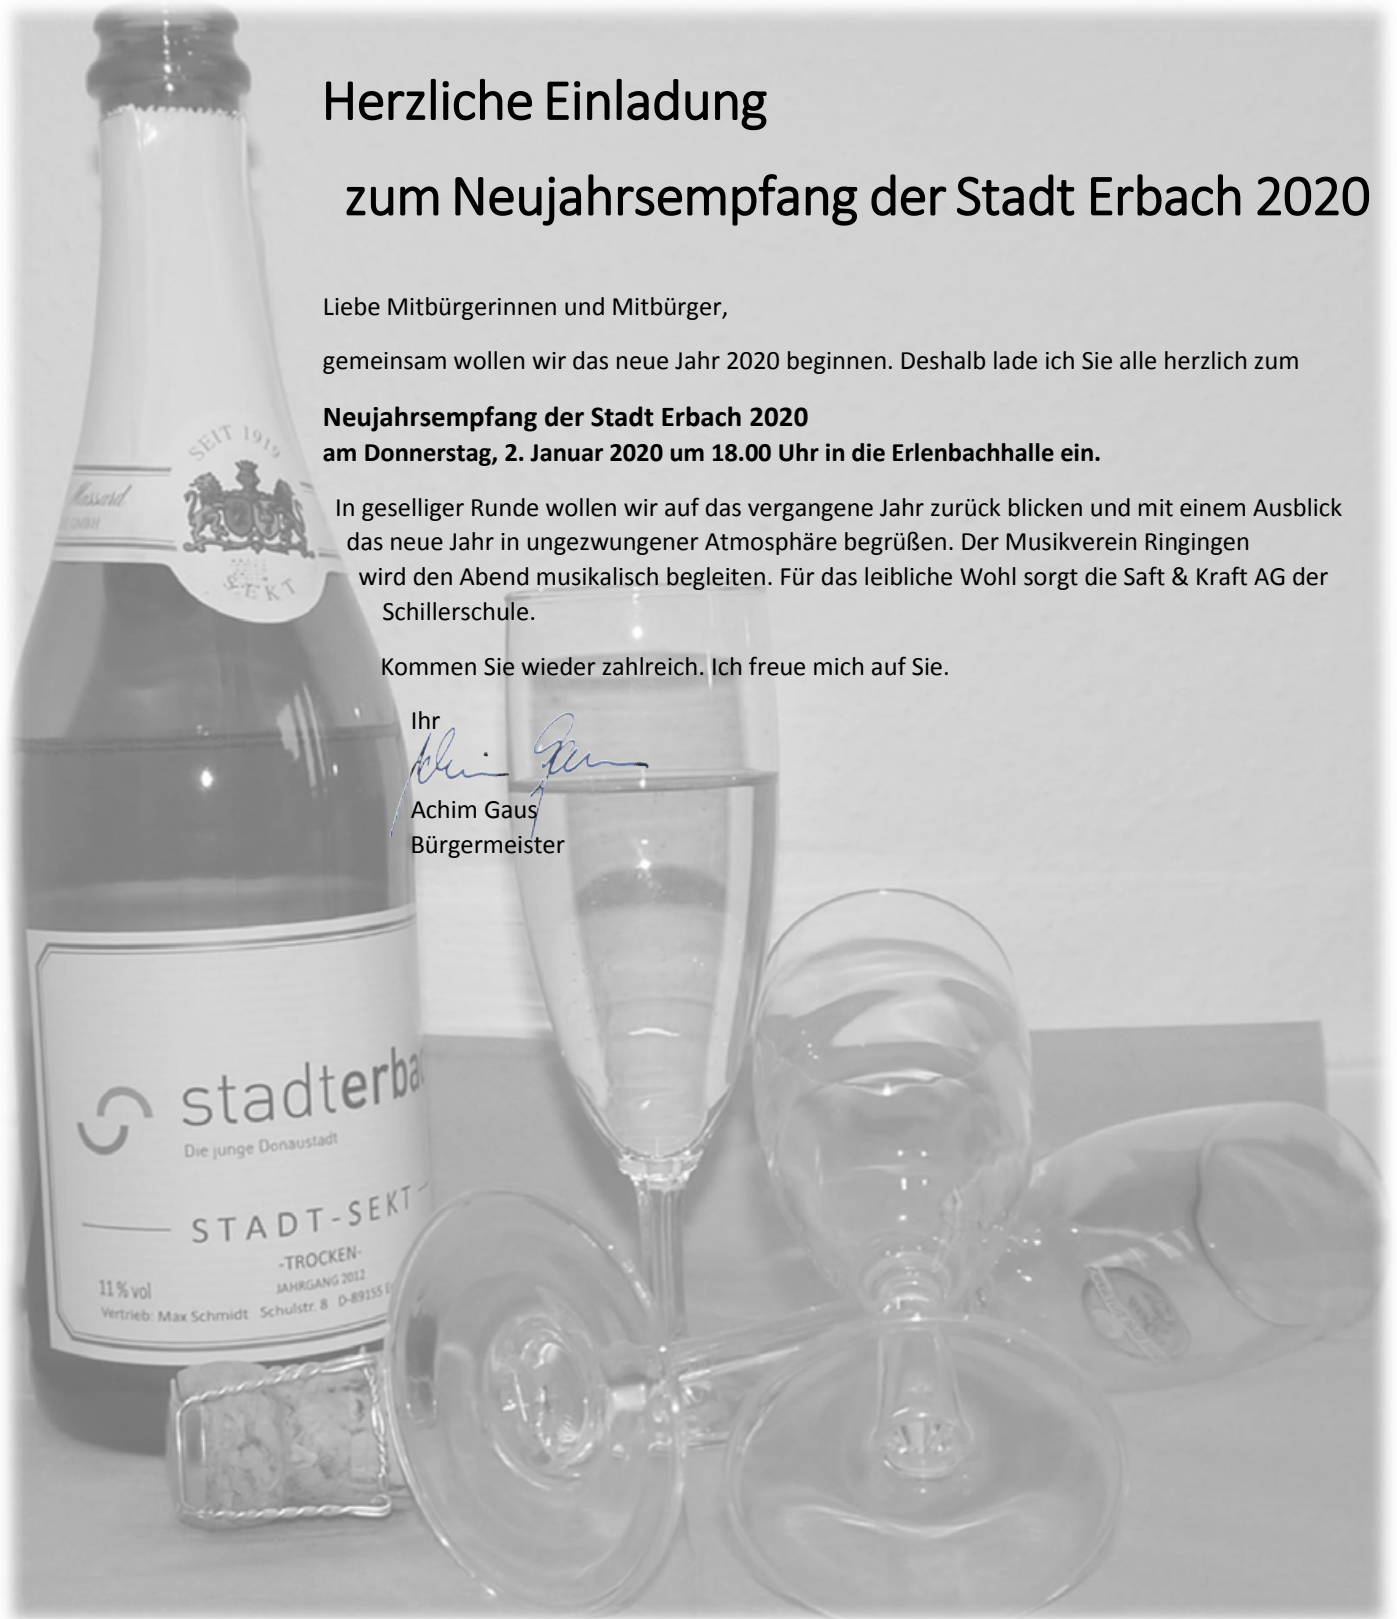 Herzliche Einladung
zum Neujahrsempfang der Stadt Erbach 2020
Liebe Mitbürgerinnen und Mitbürger,
gemeinsam wollen wir das neue Jahr 2020 beginnen. Deshalb lade ich Sie alle herzlich zum
Neujahrsempfang der Stadt Erbach 2020
am Donnerstag, 2. Januar 2020 um 18.00 Uhr in die Erlenbachhalle ein.
In geselliger Runde wollen wir auf das vergangene Jahr zurück blicken und mit einem Ausblick
das neue Jahr in ungezwungener Atmosphäre begrüßen. Der Musikverein Ringingen
wird den Abend musikalisch begleiten. Für das leibliche Wohl sorgt die Saft & Kraft AG der
Schillerschule.
Kommen Sie wieder zahlreich. Ich freue mich auf Sie.
Ihr
Achim Gaus
Achim Gaus
Bürgermeister
SEIT 1919
SEKT
stadterba
Die junge Donaustadt
STADT-SEKT
-TROCKEN-
JAHRGANG 2012
11 % vol
Vertrieb: Max Schmidt Schulstr. 8 D-89155